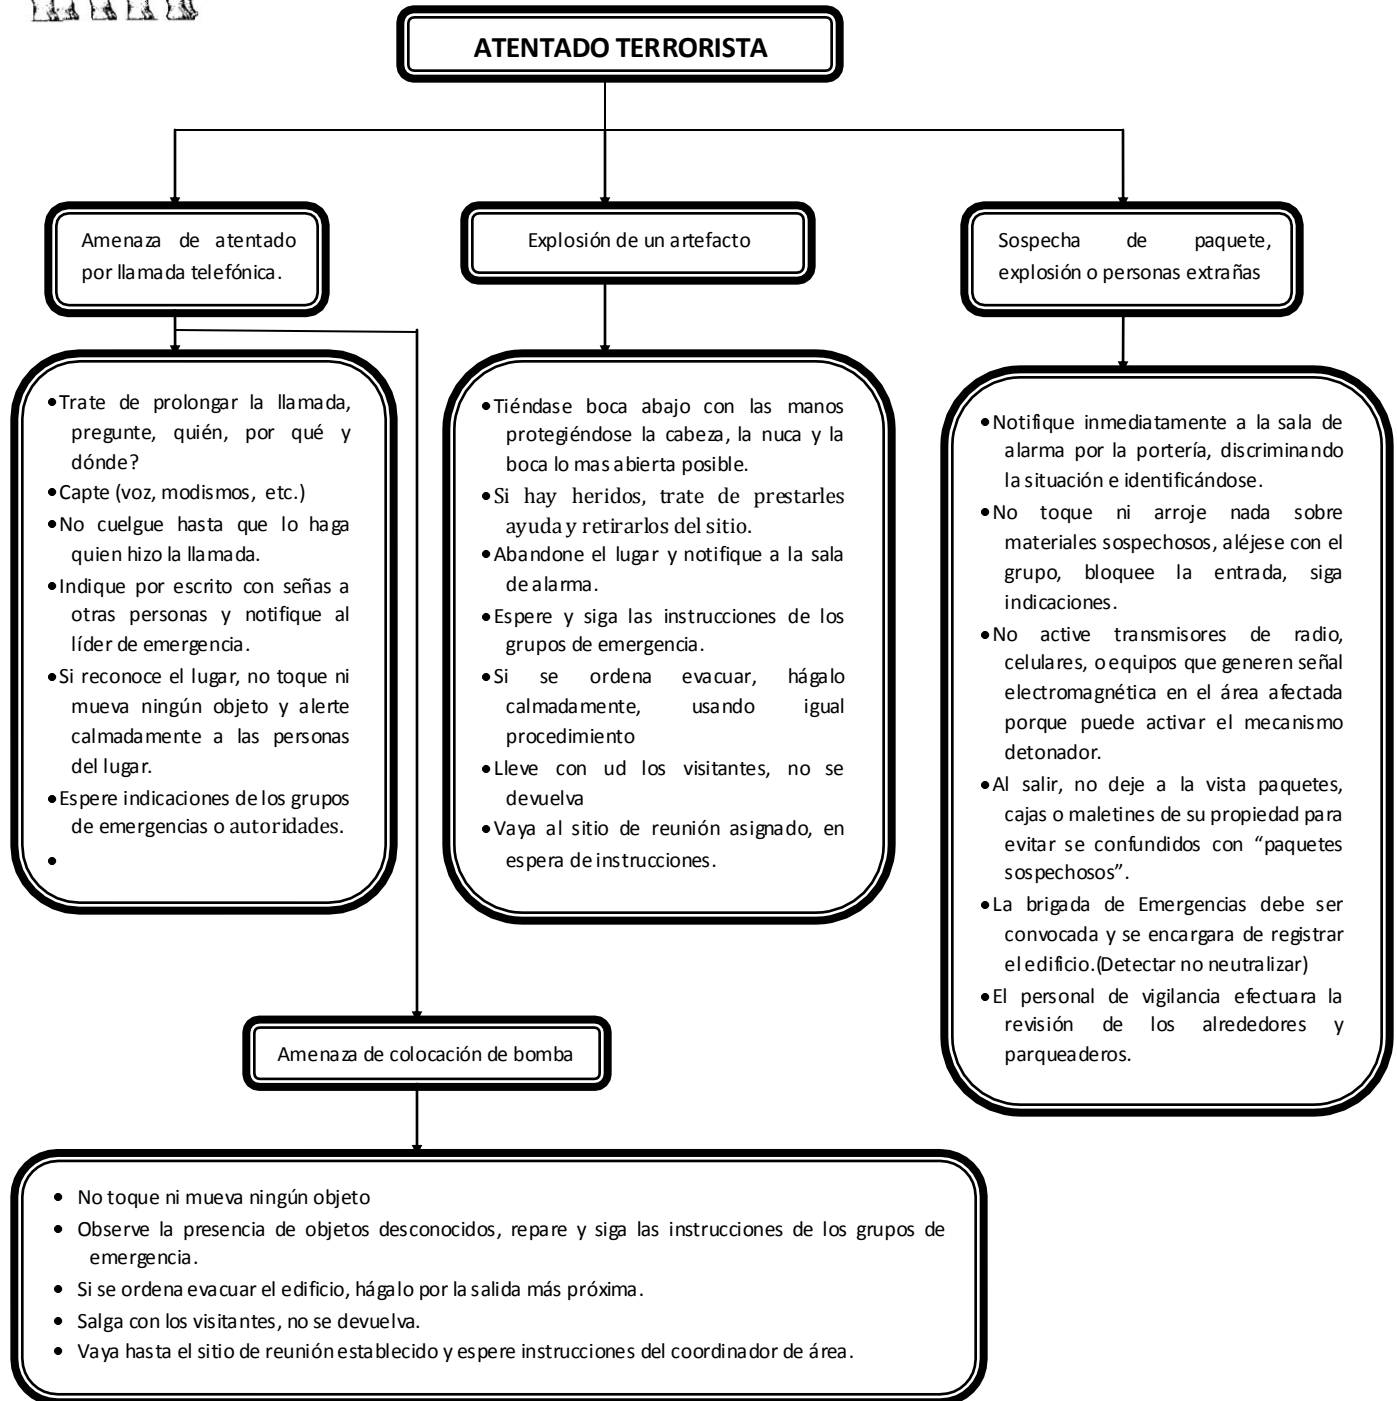 ATENTADO TERRORISTA
Amenaza de atentado
por llamada telefónica.
Explosión de un artefacto
Sospecha de paquete,
explosión o personas extrañas
•Trate de prolongar la llamada,
pregunte, quién, por qué y
dónde?
•Capte (voz, modismos, etc.)
•No cuelgue hasta que lo haga
quien hizo la llamada.
•Indique por escrito con señas a
otras personas y notifique al
líder de emergencia.
•Si reconoce el lugar, no toque ni
mueva ningún objeto y alerte
calmadamente a las personas
del lugar.
•Espere indicaciones de los grupos
de emergencias o autoridades.
•
•Tiéndase boca abajo con las manos
protegiéndose la cabeza, la nuca y la
boca lo mas abierta posible.
•Si hay heridos, trate de prestarles
ayuda y retirarlos del sitio.
•Abandone el lugar y notifique a la sala
de alarma.
•Espere y siga las instrucciones de los
grupos de emergencia.
•Si se ordena evacuar, hágalo
calmadamente, usando igual
procedimiento
•Lleve con ud los visitantes, no se
devuelva
•Vaya al sitio de reunión asignado, en
espera de instrucciones.
•Notifique inmediatamente a la sala de
alarma por la portería, discriminando
la situación e identificándose.
•No toque ni arroje nada sobre
materiales sospechosos, aléjese con el
grupo, bloquee la entrada, siga
indicaciones.
•No active transmisores de radio,
celulares, o equipos que generen señal
electromagnética en el área afectada
porque puede activar el mecanismo
detonador.
•Al salir, no deje a la vista paquetes,
cajas o maletines de su propiedad para
evitar se confundidos con “paquetes
sospechosos”.
•La brigada de Emergencias debe ser
convocada y se encargara de registrar
el edificio.(Detectar no neutralizar)
•El personal de vigilancia efectuara la
revisión de los alrededores y
parqueaderos.
Amenaza de colocación de bomba
• No toque ni mueva ningún objeto
• Observe la presencia de objetos desconocidos, repare y siga las instrucciones de los grupos de
emergencia.
• Si se ordena evacuar el edificio, hágalo por la salida más próxima.
• Salga con los visitantes, no se devuelva.
• Vaya hasta el sitio de reunión establecido y espere instrucciones del coordinador de área.